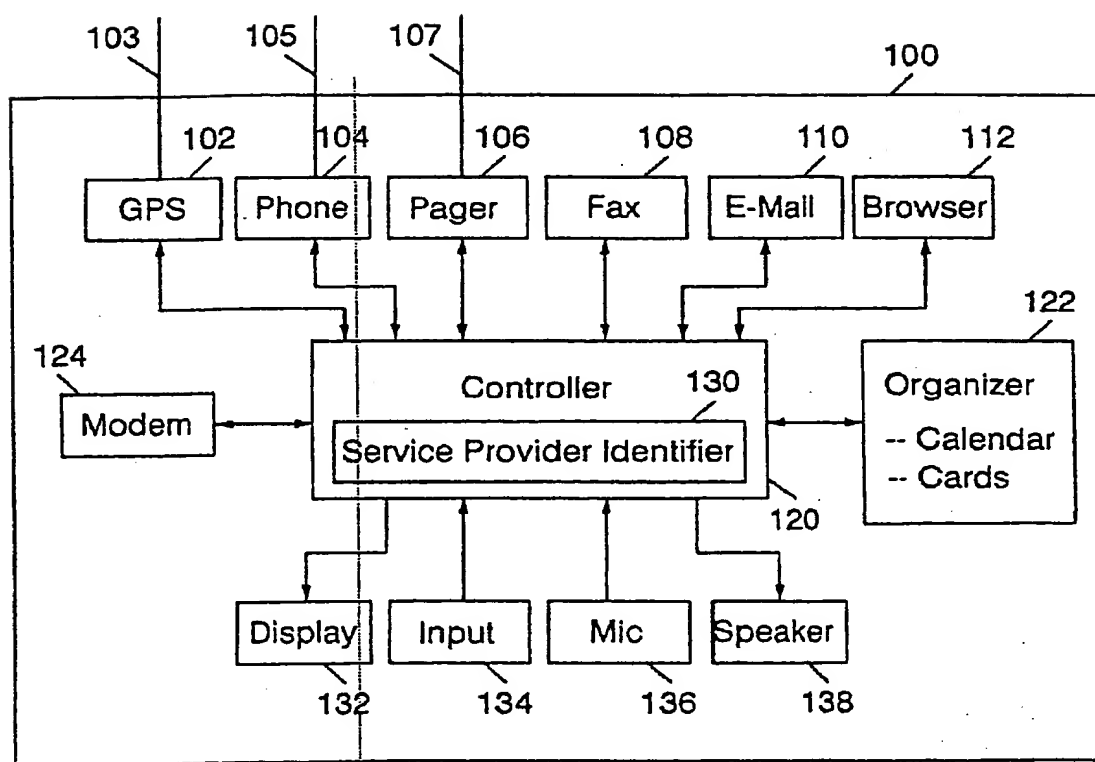 103
105
107
100
102
104
106
108
110
112
GPS
Phone
Pager
Fax
E-Mail
Browser
124
Modem
Controller
130
Service Provider Identifier
120
122
Organizer
-- Calendar
-- Cards
Display
Input
Mic
Speaker
132
134
136
138